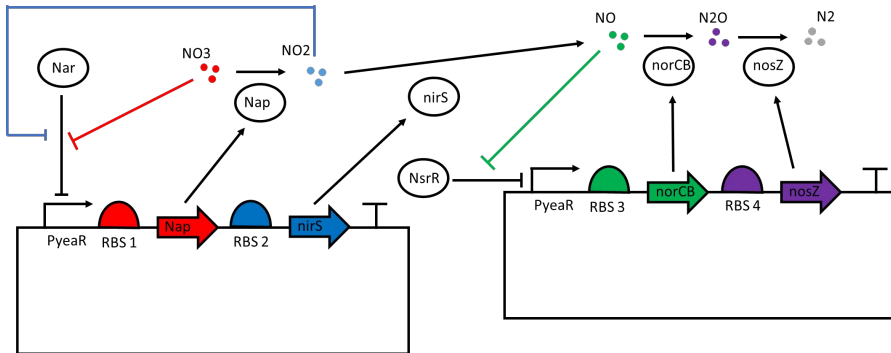 NO
N2O
N2
NO3
NO2
Nar
norCB
nosZ
Nap
nirS
NsrR
norCB
nosZ
PyeaR
RBS 3
RBS 4
Nap
nirS
PyeaR
RBS 1
RBS 2